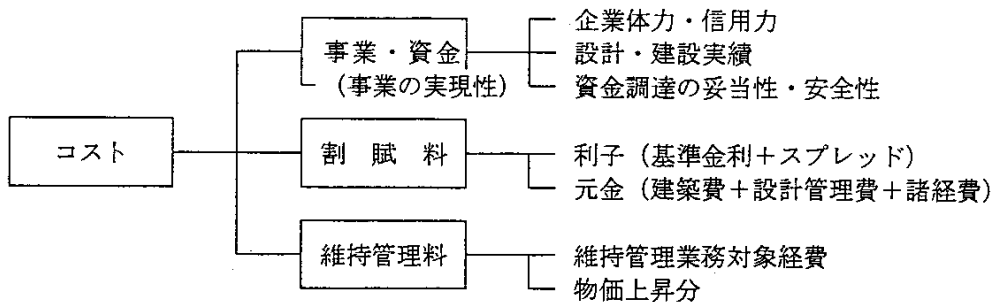 企業体力・信用力
事業・資金
設計・建設実績
(事業の実現性)
資金調達の妥当性・安全性
コスト
割賦料
利子(基準金利+スプレッド)
元金(建築費+設計管理費+諸経費)
維持管理料
維持管理業務対象経費
物価上昇分